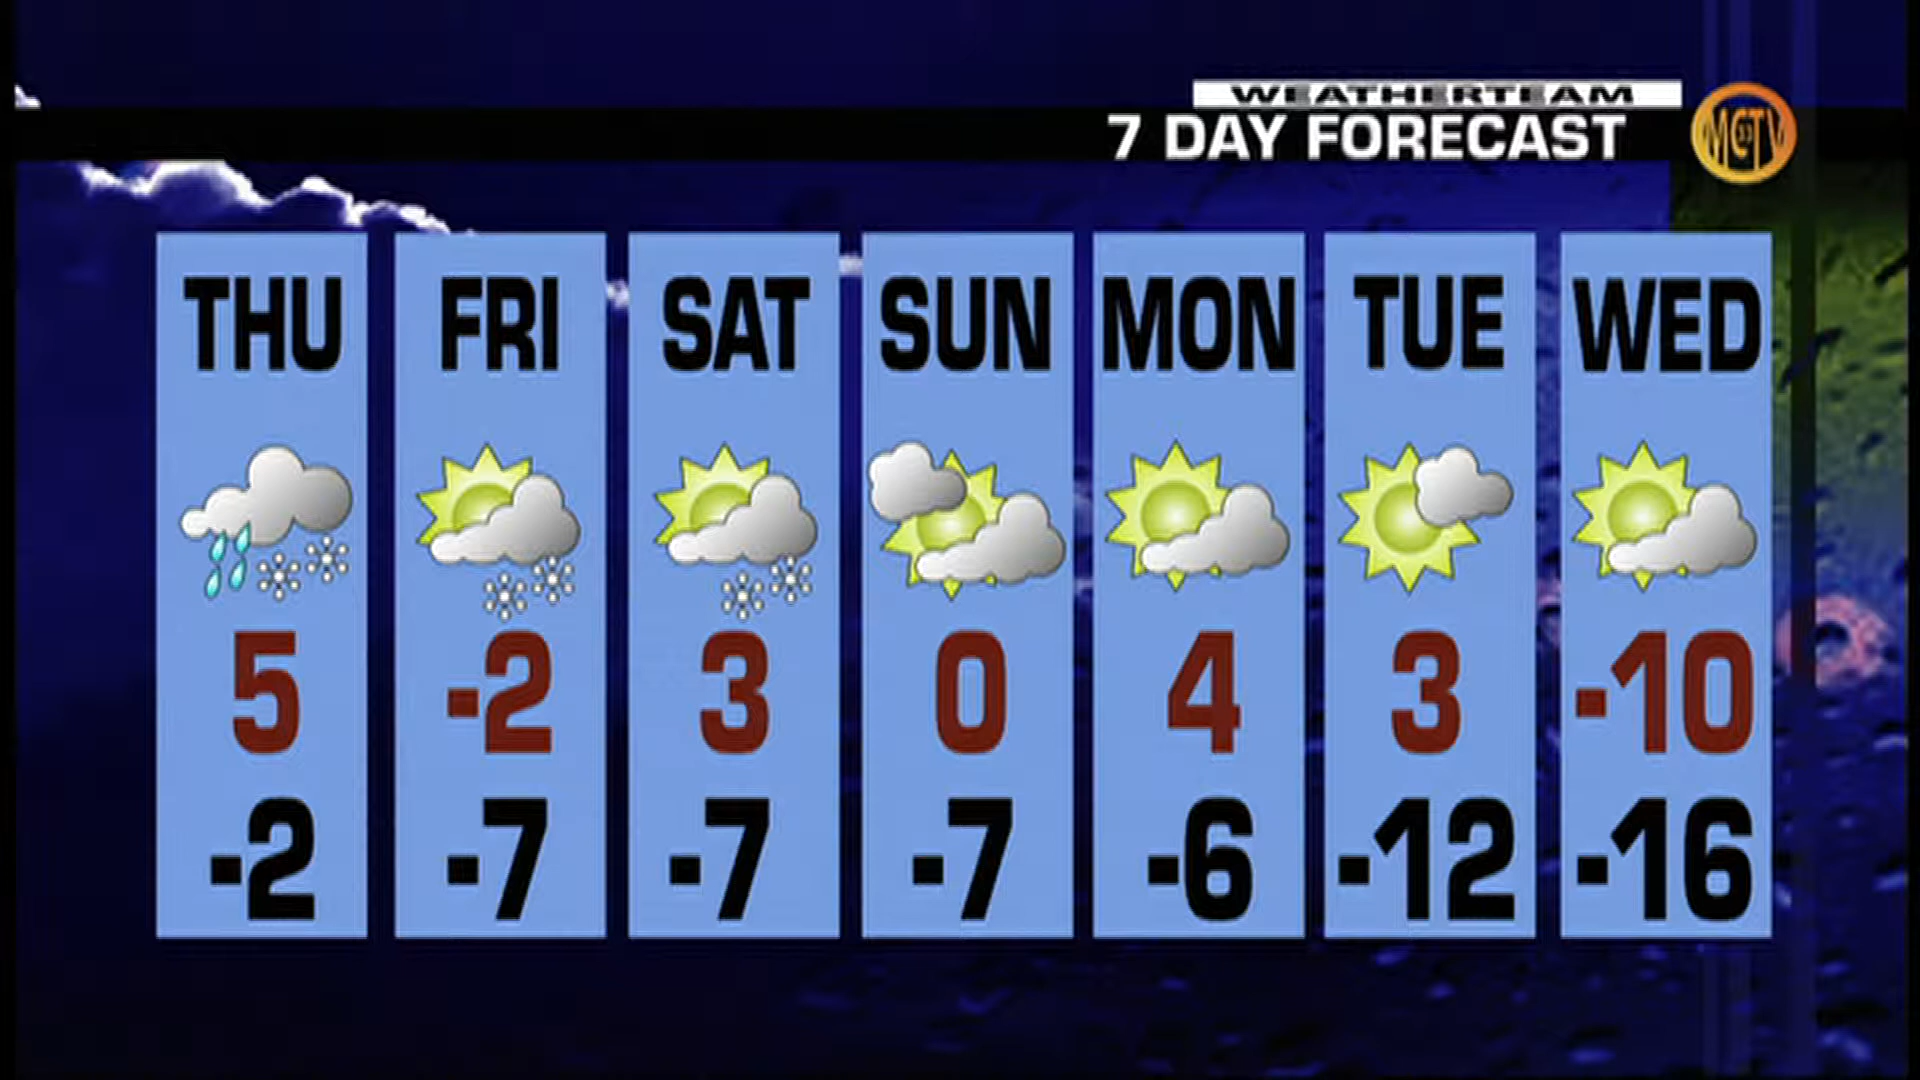 WEATHERTEAM
7 DAY FORECAST
MCTV
THU FRI SAT SUN MON TUE WED
5 -2 3 0 4 3 -10
-2 -7 -7 -7 -6 -12 -16